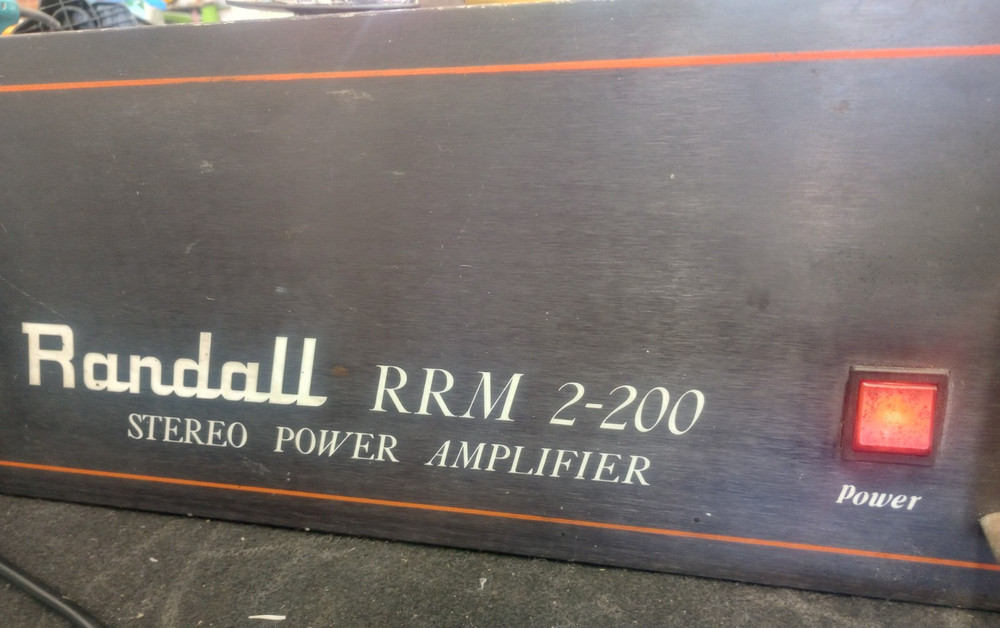 Randall RRM 2-200
STEREO POWER AMPLIFIER
Power